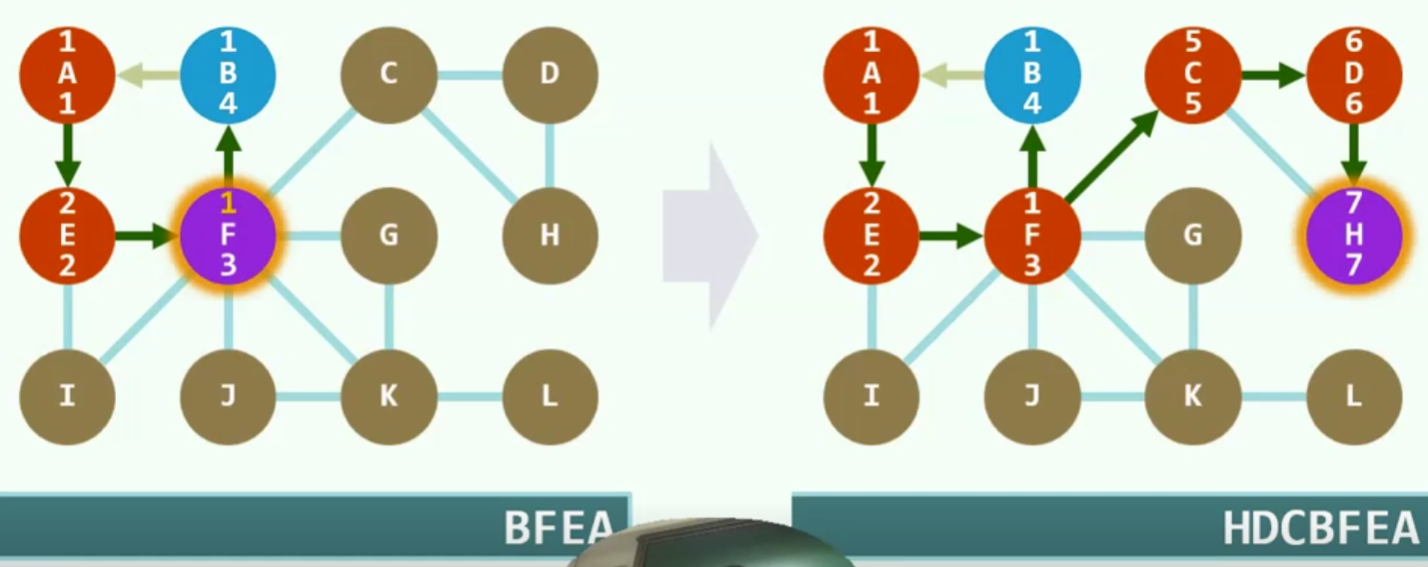 1 A 1
1 B 4
C
D
2 E 2
1 F 3
G
H
I
J
K
L
BFEA
1 A 1
1 B 4
5 C 5
6 D 6
2 E 2
1 F 3
G
7 H 7
I
J
K
L
HDCBFEA